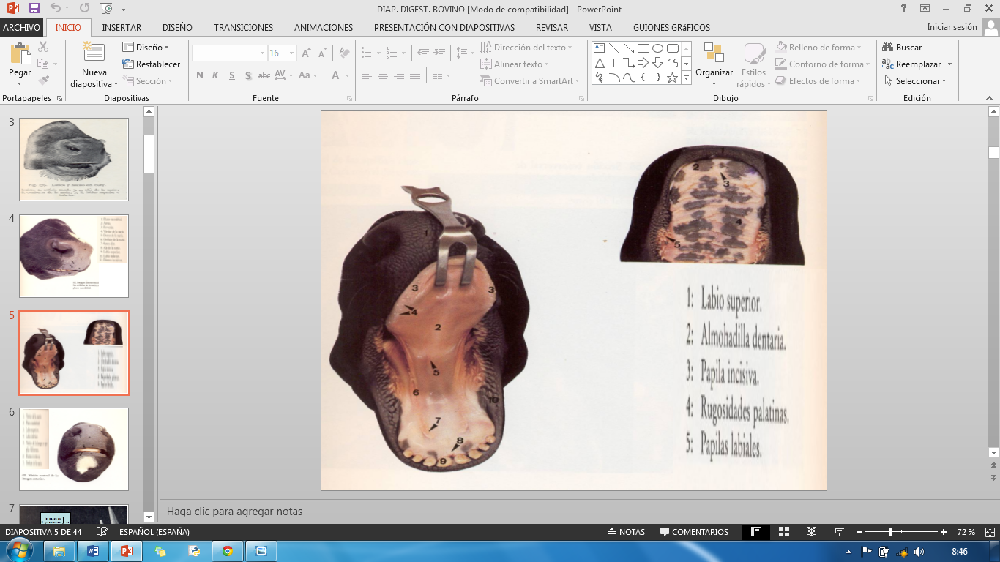 DIAP. DIGEST. BOVINO [Modo de compatibilidad] - PowerPoint
ARCHIVO INICIO INSERTAR DISEÑO TRANSICIONES ANIMACIONES PRESENTACIÓN CON DIAPOSITIVAS REVISAR VISTA GUIONES GRáFICOS Iniciar sesión
Pegar
Portapapeles
Nueva diapositiva
Diseño
Restablecer
Sección
Diapositivas
16
N K S S abc AV Aa A
Fuente
Dirección del texto
Alinear texto
Convertir a SmartArt
Párrafo
Organizar
Estilos rápidos
Relleno de forma
Contorno de forma
Efectos de forma
Dibujo
Buscar
Reemplazar
Seleccionar
Edición
3
4
5
6
7
1
2
3
4
5
1
3
3
4
2
5
6
10
7
8
9
1: Labio superior.
2: Almohadilla dentaria.
3: Papila incisiva.
4: Rugosidades palatinas.
5: Papilas labiales.
Haga clic para agregar notas
DIAPOSITIVA 5 DE 44 ESPAÑOL (ESPAÑA) NOTAS COMENTARIOS 72 %
8:46